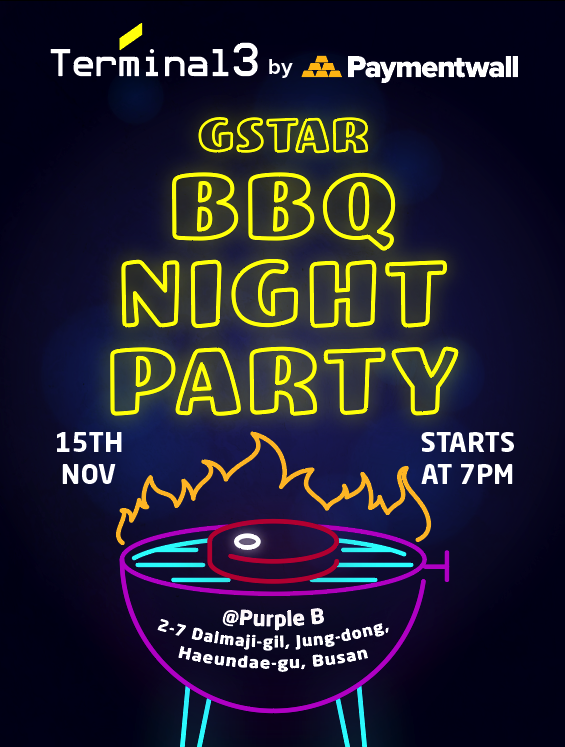 Terminal3 by Paymentwall
GSTAR
BBQ
NIGHT
PARTY
15TH
NOV
STARTS
AT 7PM
@Purple B
2-7 Dalmaji-gil, Jung-dong,
Haeundae-gu, Busan